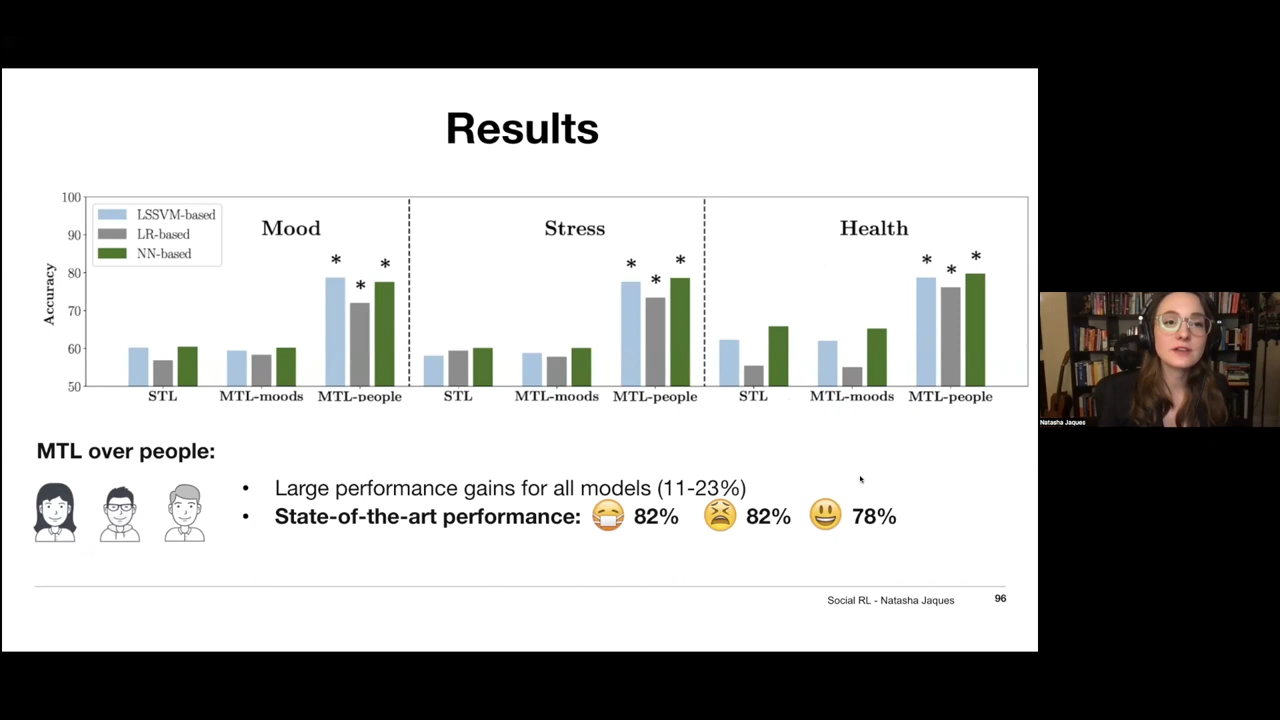 Results
100
90
80
70
60
50
Accuracy
LSSVM-based
LR-based
NN-based
Mood
Stress
Health
* * *
* * *
* * *
STL MTL-moods MTL-people STL MTL-moods MTL-people STL MTL-moods MTL-people
MTL over people:
• Large performance gains for all models (11-23%)
• State-of-the-art performance: 😷 82% 😫 82% 😃 78%
Social RL - Natasha Jaques 96
Natasha Jaques